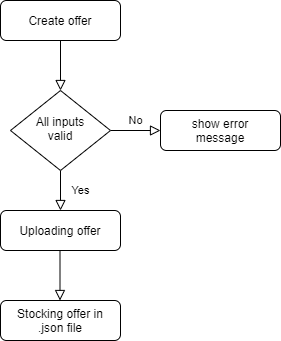 Create offer
All inputs
valid
No
show error
message
Yes
Uploading offer
Stocking offer in
.json file